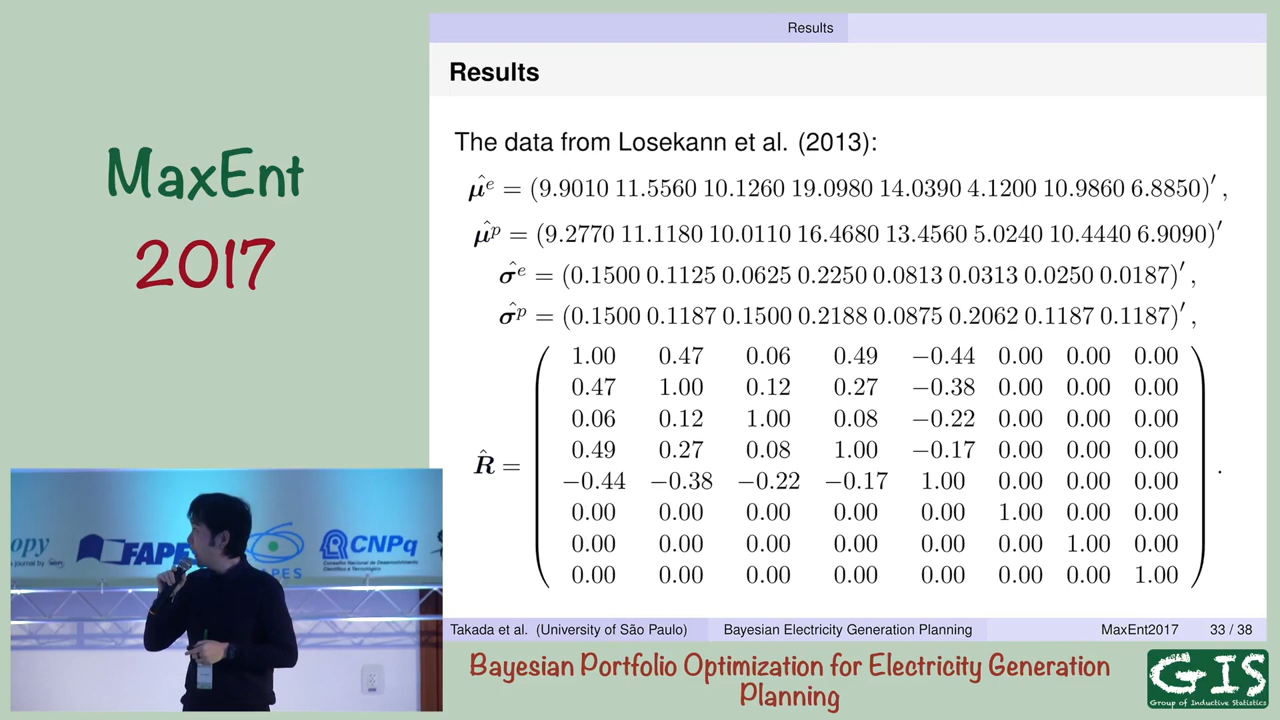 Results
Results
MaxEnt
2017
The data from Losekann et al. (2013):
μ̂ᵉ = (9.9010 11.5560 10.1260 19.0980 14.0390 4.1200 10.9860 6.8850)′,
μ̂ᵖ = (9.2770 11.1180 10.0110 16.4680 13.4560 5.0240 10.4440 6.9090)′
σ̂ᵉ = (0.1500 0.1125 0.0625 0.2250 0.0813 0.0313 0.0250 0.0187)′,
σ̂ᵖ = (0.1500 0.1187 0.1500 0.2188 0.0875 0.2062 0.1187 0.1187)′,
1.00 0.47 0.06 0.49 −0.44 0.00 0.00 0.00
0.47 1.00 0.12 0.27 −0.38 0.00 0.00 0.00
0.06 0.12 1.00 0.08 −0.22 0.00 0.00 0.00
0.49 0.27 0.08 1.00 −0.17 0.00 0.00 0.00
R̂ =
−0.44 −0.38 −0.22 −0.17 1.00 0.00 0.00 0.00
0.00 0.00 0.00 0.00 0.00 1.00 0.00 0.00
0.00 0.00 0.00 0.00 0.00 0.00 1.00 0.00
0.00 0.00 0.00 0.00 0.00 0.00 0.00 1.00
.
opy
FAPE
PES
CNPq
Conselho Nacional de Desenvolvimento
Científico e Tecnológico
Takada et al. (University of São Paulo) Bayesian Electricity Generation Planning MaxEnt2017 33 / 38
Bayesian Portfolio Optimization for Electricity Generation
Planning
GIS
Group of Inductive Statistics